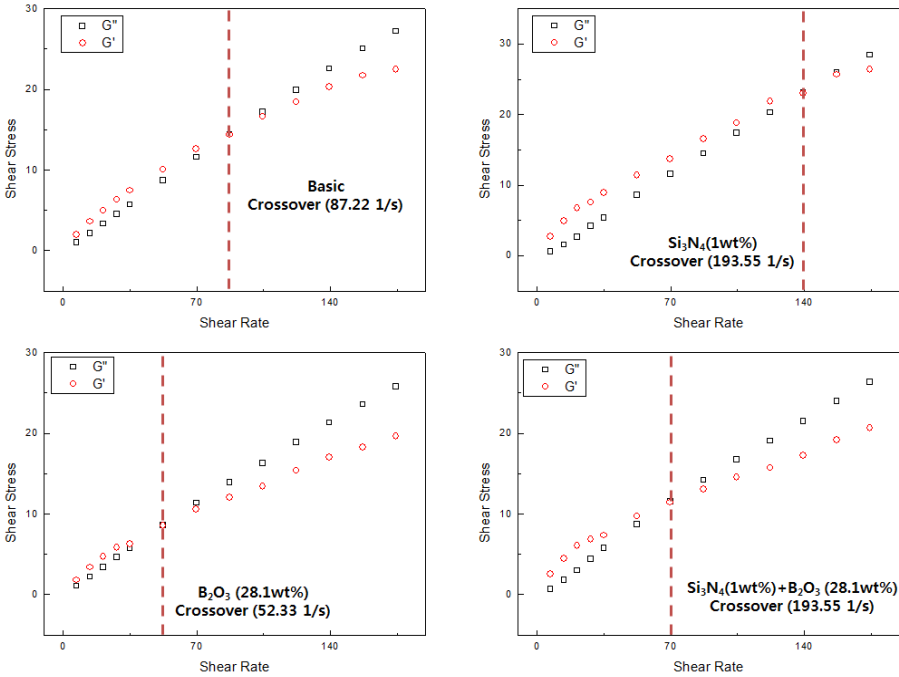 G"
G'
30
20
10
0
Shear Stress
Basic
Crossover (87.22 1/s)
0
70
140
Shear Rate
G"
G'
30
20
10
0
Shear Stress
Si₃N₄(1wt%)
Crossover (193.55 1/s)
0
70
140
Shear Rate
G"
G'
30
20
10
0
Shear Stress
B₂O₃ (28.1wt%)
Crossover (52.33 1/s)
0
70
140
Shear Rate
G"
G'
30
20
10
0
Shear Stress
Si₃N₄(1wt%)+B₂O₃ (28.1wt%)
Crossover (193.55 1/s)
0
70
140
Shear Rate